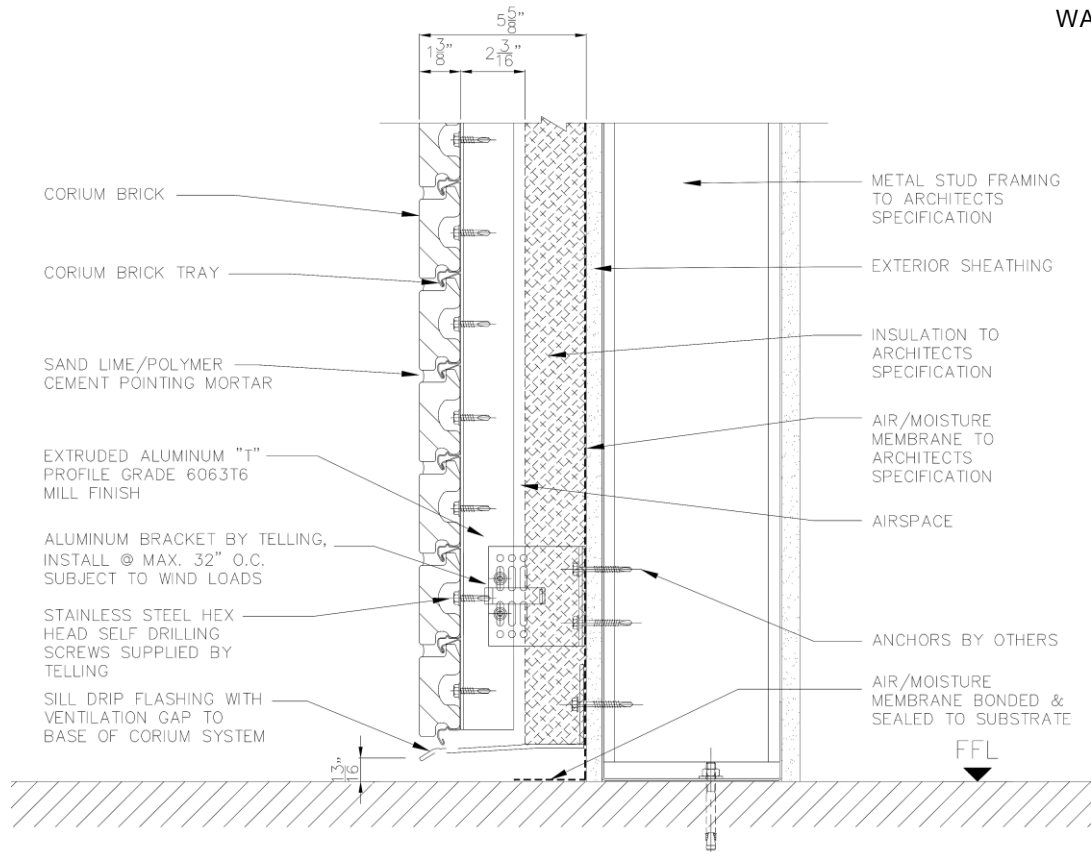 WA
5 5/8"
1 3/8"
2 3/16"
CORIUM BRICK
CORIUM BRICK TRAY
SAND LIME/POLYMER
CEMENT POINTING MORTAR
EXTRUDED ALUMINUM "T"
PROFILE GRADE 6063T6
MILL FINISH
ALUMINUM BRACKET BY TELLING,
INSTALL @ MAX. 32" O.C.
SUBJECT TO WIND LOADS
STAINLESS STEEL HEX
HEAD SELF DRILLING
SCREWS SUPPLIED BY
TELLING
SILL DRIP FLASHING WITH
VENTILATION GAP TO
BASE OF CORIUM SYSTEM
13/16"
METAL STUD FRAMING
TO ARCHITECTS
SPECIFICATION
EXTERIOR SHEATHING
INSULATION TO
ARCHITECTS
SPECIFICATION
AIR/MOISTURE
MEMBRANE TO
ARCHITECTS
SPECIFICATION
AIRSPACE
ANCHORS BY OTHERS
AIR/MOISTURE
MEMBRANE BONDED &
SEALED TO SUBSTRATE
FFL